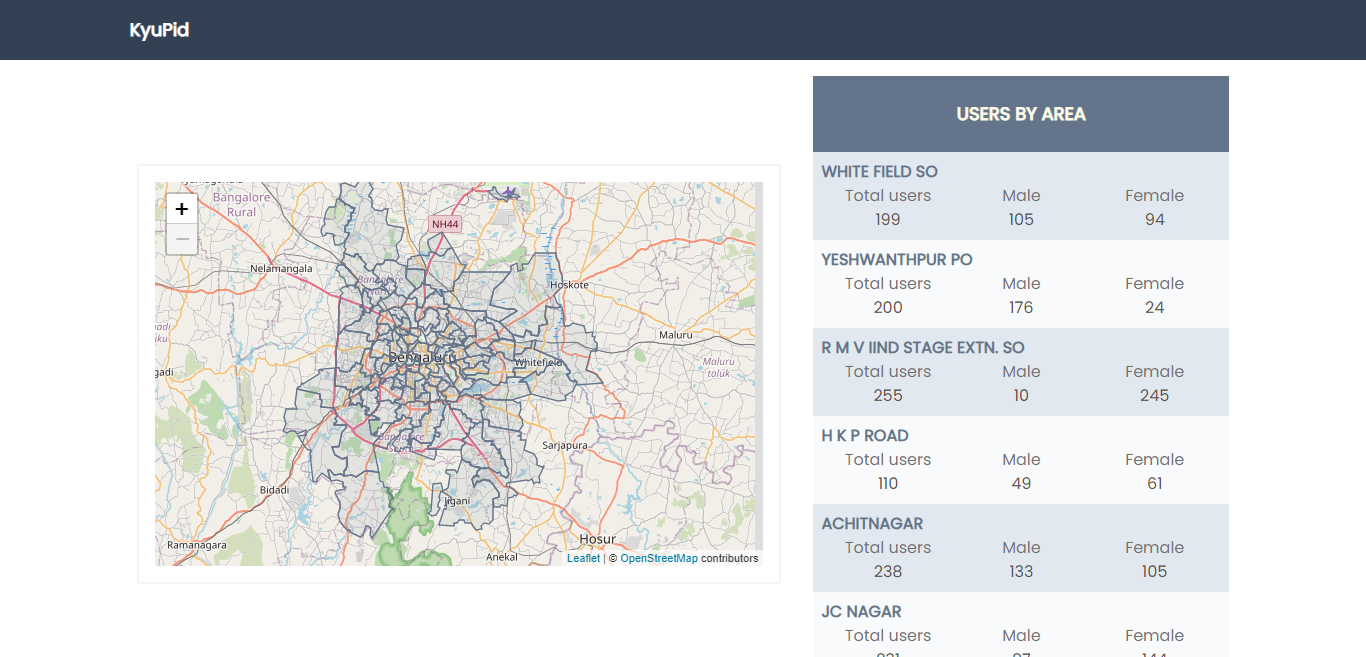 KyuPid
Bangalore
Rural
+
NH44
−
Nelamangala
Hoskote
Maluru
Bengaluru
Whitefield
Maluru
taluk
Sarjapura
Bidadi
Jigani
Hosur
Ramanagara
Anekal
Leaflet | © OpenStreetMap contributors
USERS BY AREA
WHITE FIELD SO
Total users Male Female
199 105 94
YESHWANTHPUR PO
Total users Male Female
200 176 24
R M V IIND STAGE EXTN. SO
Total users Male Female
255 10 245
H K P ROAD
Total users Male Female
110 49 61
ACHITNAGAR
Total users Male Female
238 133 105
JC NAGAR
Total users Male Female